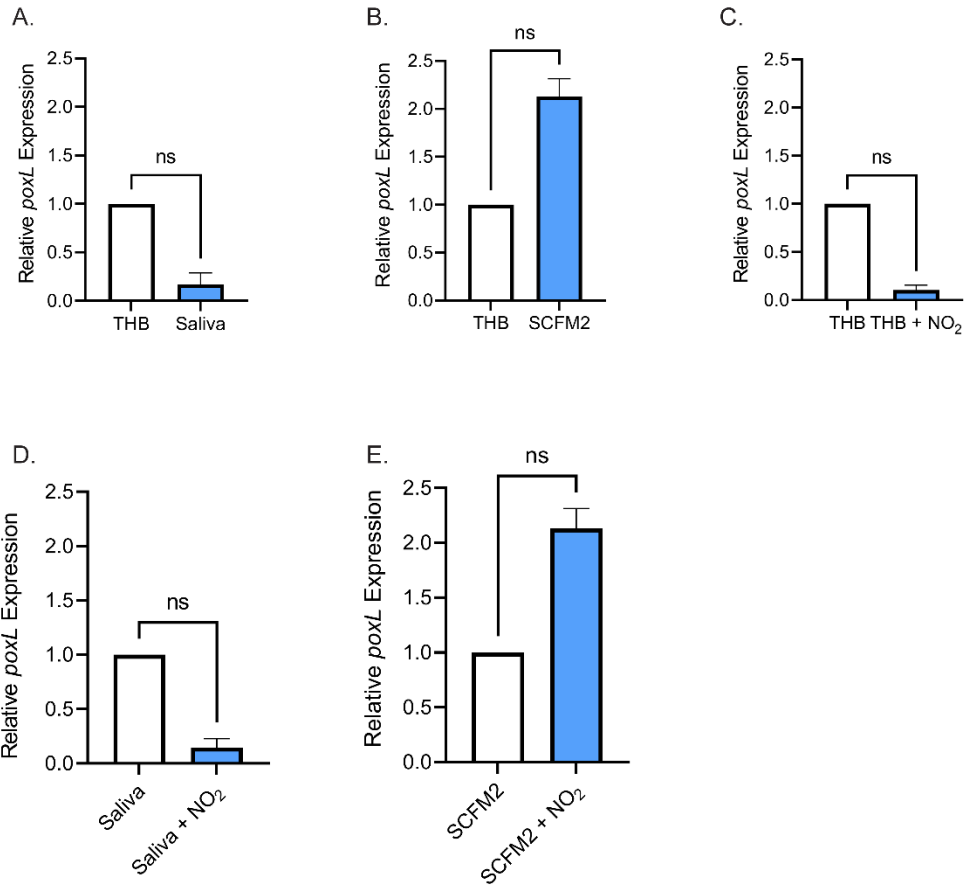 A.
Relative poxL Expression
2.5
2.0
1.5
1.0
0.5
0.0
ns
THB Saliva
B.
Relative poxL Expression
2.5
2.0
1.5
1.0
0.5
0.0
ns
THB SCFM2
C.
Relative poxL Expression
2.5
2.0
1.5
1.0
0.5
0.0
ns
THB THB + NO₂
D.
Relative poxL Expression
2.5
2.0
1.5
1.0
0.5
0.0
ns
Saliva
Saliva + NO₂
E.
Relative poxL Expression
2.5
2.0
1.5
1.0
0.5
0.0
ns
SCFM2
SCFM2 + NO₂